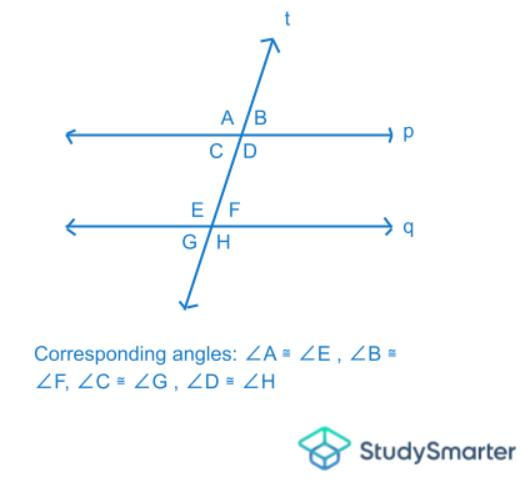 t
A B
p
C D
E F
q
G H
Corresponding angles: ∠A ≅ ∠E , ∠B ≅
∠F, ∠C ≅ ∠G , ∠D ≅ ∠H
StudySmarter